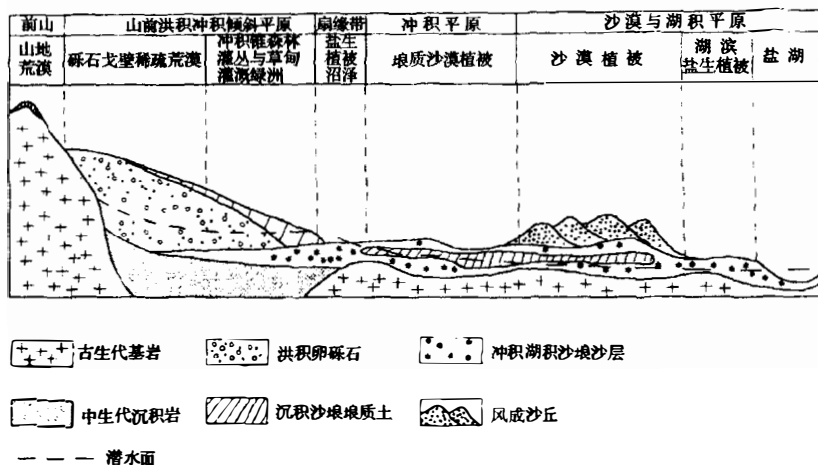 前山 山前洪积冲积倾斜平原 扇缘带 冲积平原 沙漠与湖积平原
山地荒漠
砾石戈壁稀疏荒漠
冲积锥森林
灌丛与草甸
灌溉绿洲
盐生
植被
沼泽
埌质沙漠植被
沙漠植被
湖滨
盐生植被
盐湖
古生代基岩 洪积卵砾石 冲积湖积沙埌沙层
中生代沉积岩 沉积沙埌埌质土 风成沙丘
潜水面